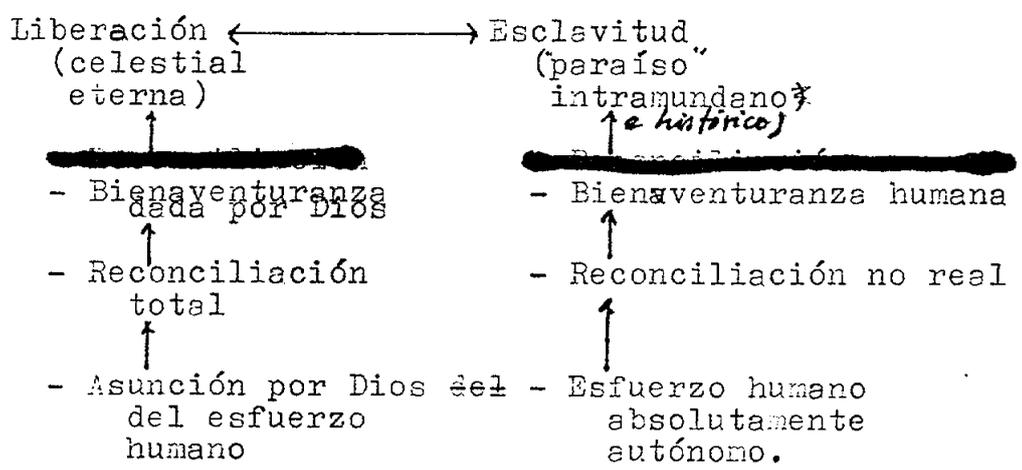 Liberación ⟷ Esclavitud
(celestial
eterna)
("paraíso"
intramundano
e histórico)
- Bienaventuranza
dada por Dios
- Bienaventuranza humana
- Reconciliación
total
- Reconciliación no real
- Asunción por Dios del
del esfuerzo
humano
- Esfuerzo humano
absolutamente
autónomo.